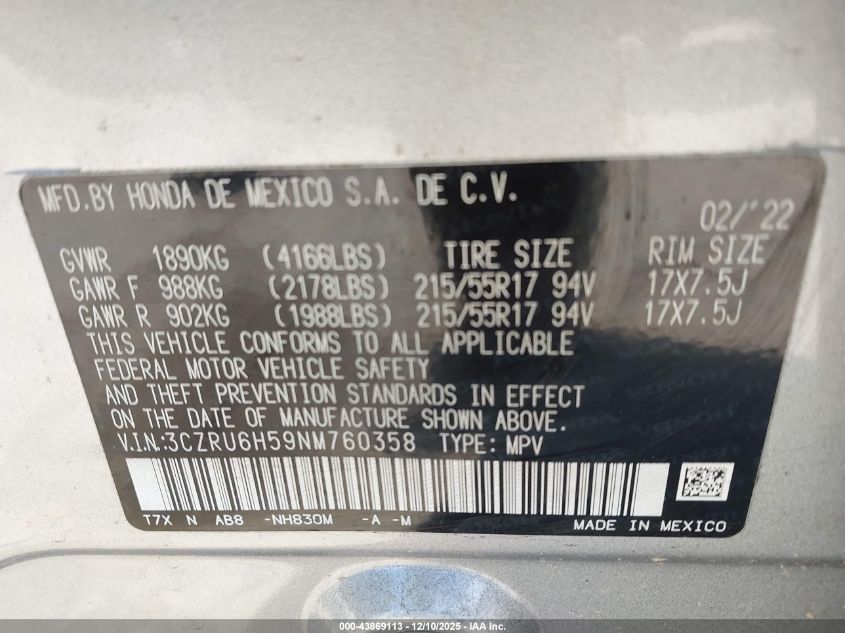 MFD.BY HONDA DE MEXICO S.A. DE C.V.
02/'22
GVWR 1890KG (4166LBS) TIRE SIZE RIM SIZE
GAWR F 988KG (2178LBS) 215/55R17 94V 17X7.5J
GAWR R 902KG (1988LBS) 215/55R17 94V 17X7.5J
THIS VEHICLE CONFORMS TO ALL APPLICABLE
FEDERAL MOTOR VEHICLE SAFETY
AND THEFT PREVENTION STANDARDS IN EFFECT
ON THE DATE OF MANUFACTURE SHOWN ABOVE.
V.I.N.:3CZRU6H59NM760358 TYPE: MPV
T7X N AB8 -NH830M -A -M MADE IN MEXICO
000-43869113 - 12/10/2025 - IAA Inc.